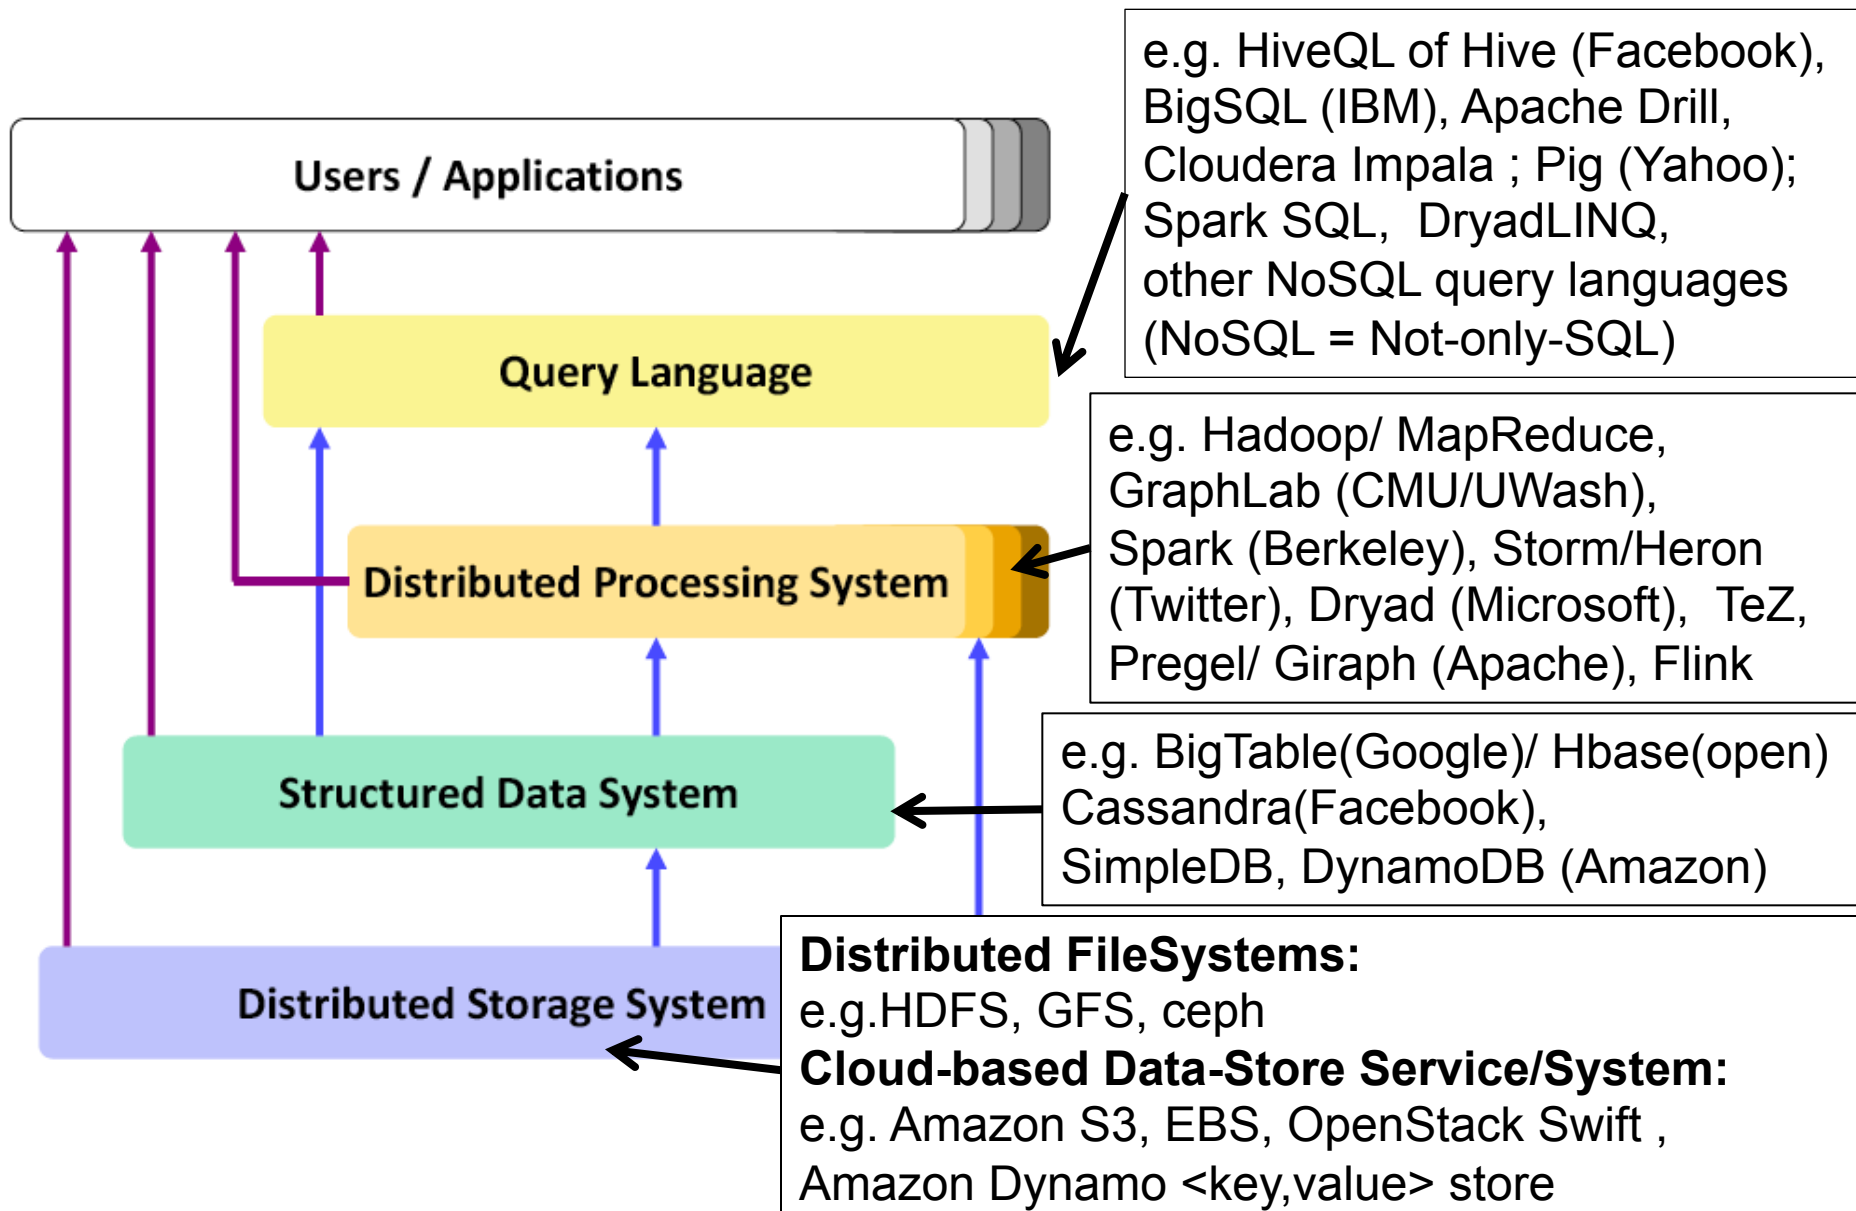 e.g. HiveQL of Hive (Facebook),
BigSQL (IBM), Apache Drill,
Cloudera Impala ; Pig (Yahoo);
Spark SQL, DryadLINQ,
other NoSQL query languages
(NoSQL = Not-only-SQL)
Users / Applications
Query Language
e.g. Hadoop/ MapReduce,
GraphLab (CMU/UWash),
Spark (Berkeley), Storm/Heron
(Twitter), Dryad (Microsoft), TeZ,
Pregel/ Giraph (Apache), Flink
Distributed Processing System
e.g. BigTable(Google)/ Hbase(open)
Cassandra(Facebook),
SimpleDB, DynamoDB (Amazon)
Structured Data System
Distributed Storage System
Distributed FileSystems:
e.g.HDFS, GFS, ceph
Cloud-based Data-Store Service/System:
e.g. Amazon S3, EBS, OpenStack Swift ,
Amazon Dynamo <key,value> store